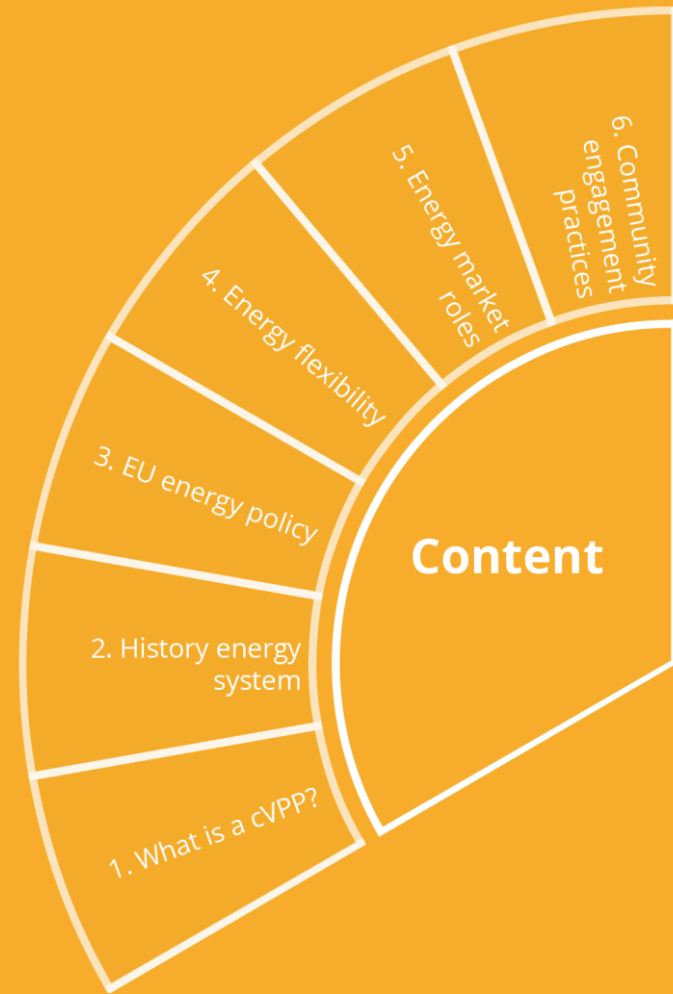 Content
1. What is a cVPP?
2. History energy
system
3. EU energy policy
4. Energy flexibility
5. Energy market
roles
6. Community
engagement
practices